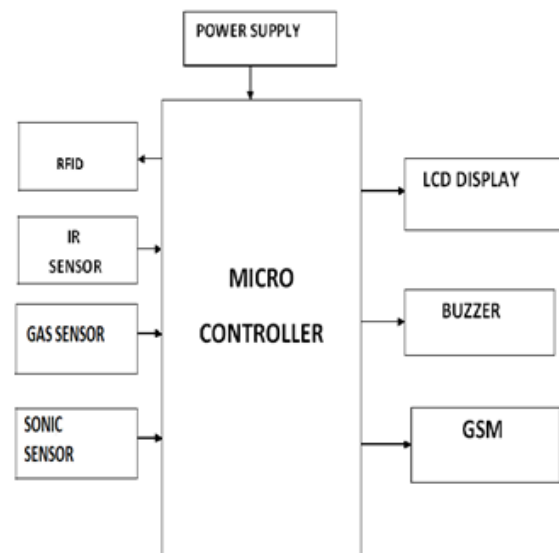 POWER SUPPLY
RFID
IR
SENSOR
GAS SENSOR
SONIC
SENSOR
MICRO
CONTROLLER
LCD DISPLAY
BUZZER
GSM